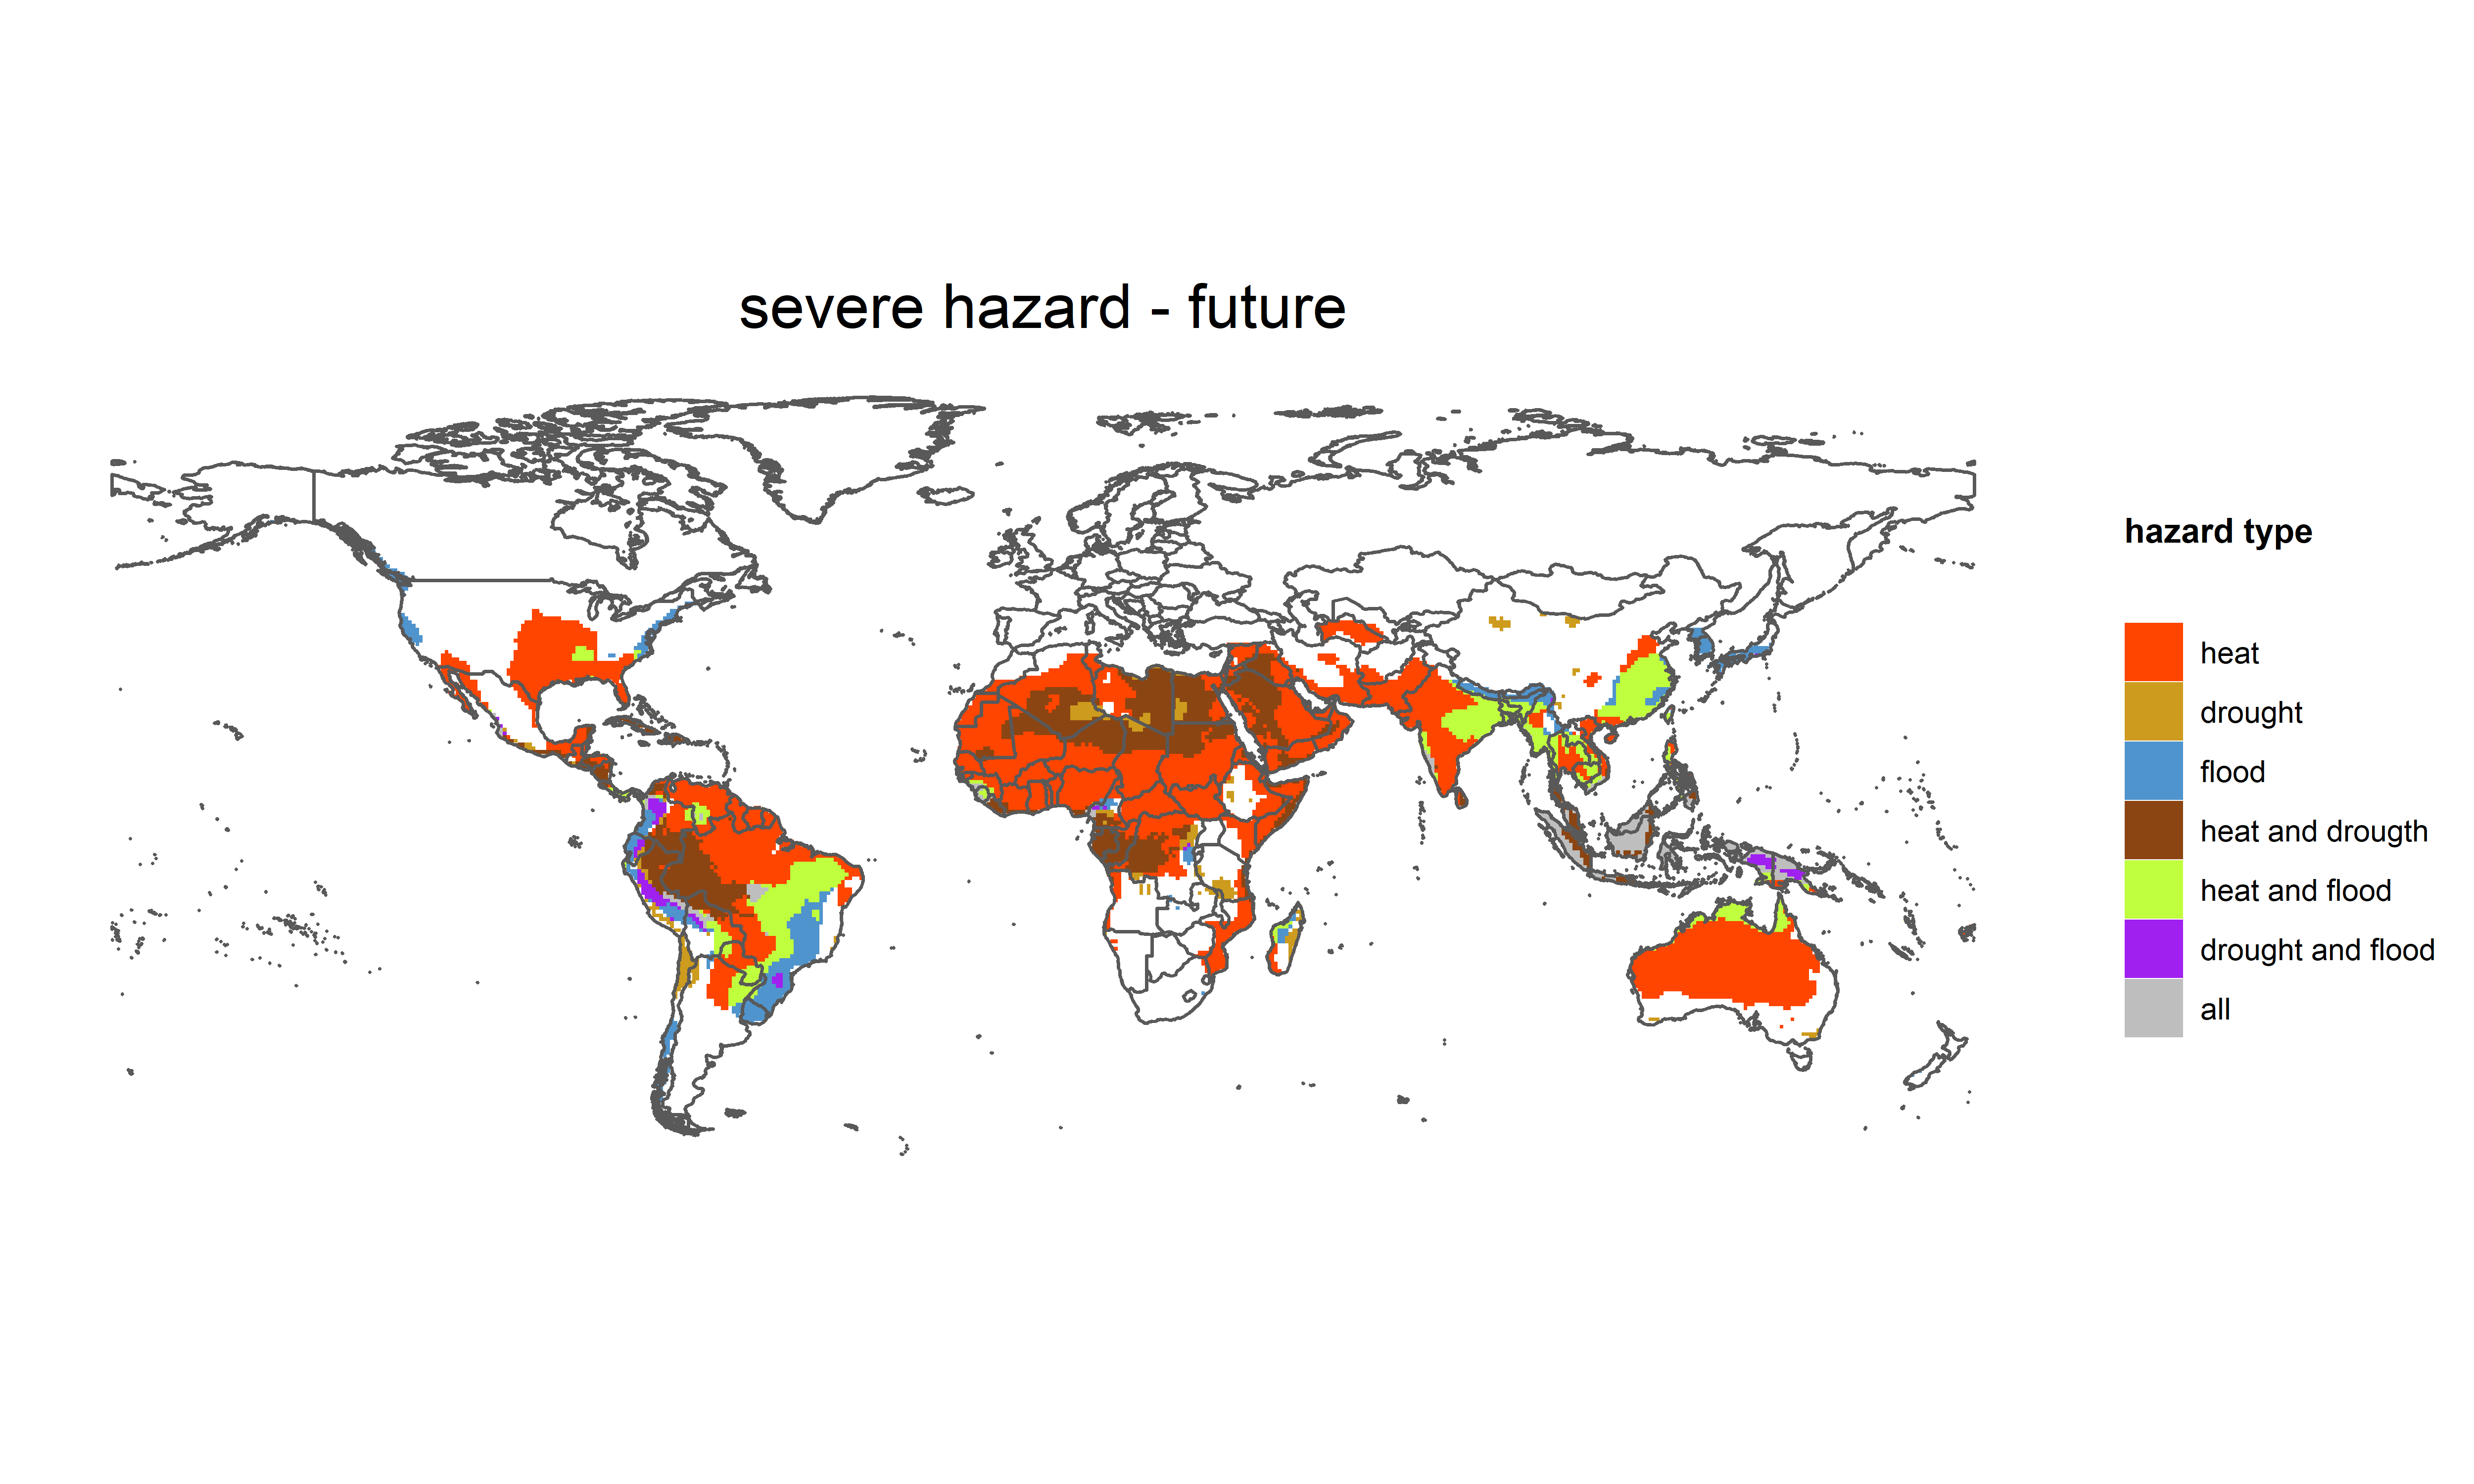 severe hazard - future
hazard type
heat
drought
flood
heat and drougth
heat and flood
drought and flood
all